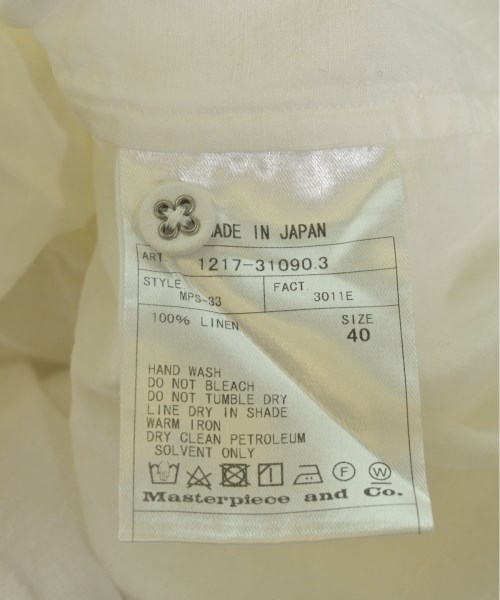 MADE IN JAPAN
ART. 1217-31090.3
STYLE MPS-33 FACT. 3011E
100% LINEN SIZE 40
HAND WASH
DO NOT BLEACH
DO NOT TUMBLE DRY
LINE DRY IN SHADE
WARM IRON
DRY CLEAN PETROLEUM
SOLVENT ONLY
F W
Masterpiece and Co.